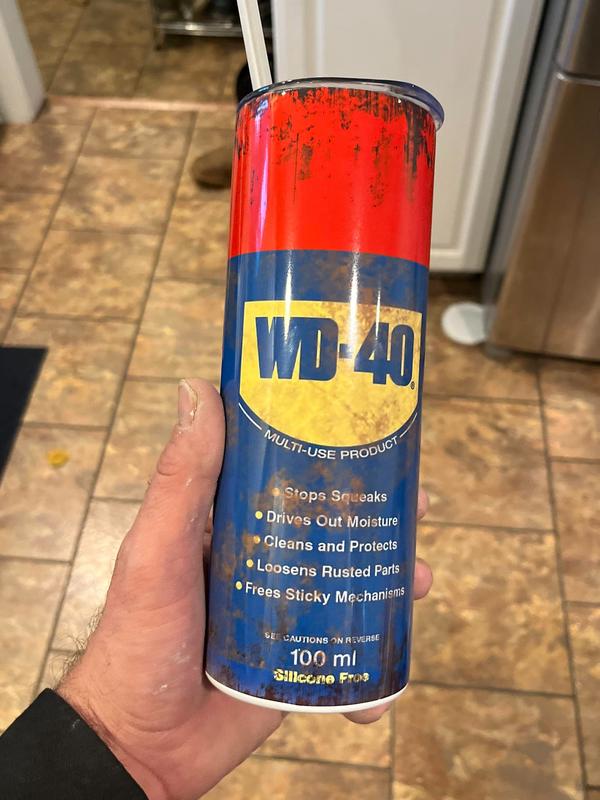 WD-40®
MULTI-USE PRODUCT
Stops Squeaks
Drives Out Moisture
Cleans and Protects
Loosens Rusted Parts
Frees Sticky Mechanisms
SEE CAUTIONS ON REVERSE
100 ml
Silicone Free